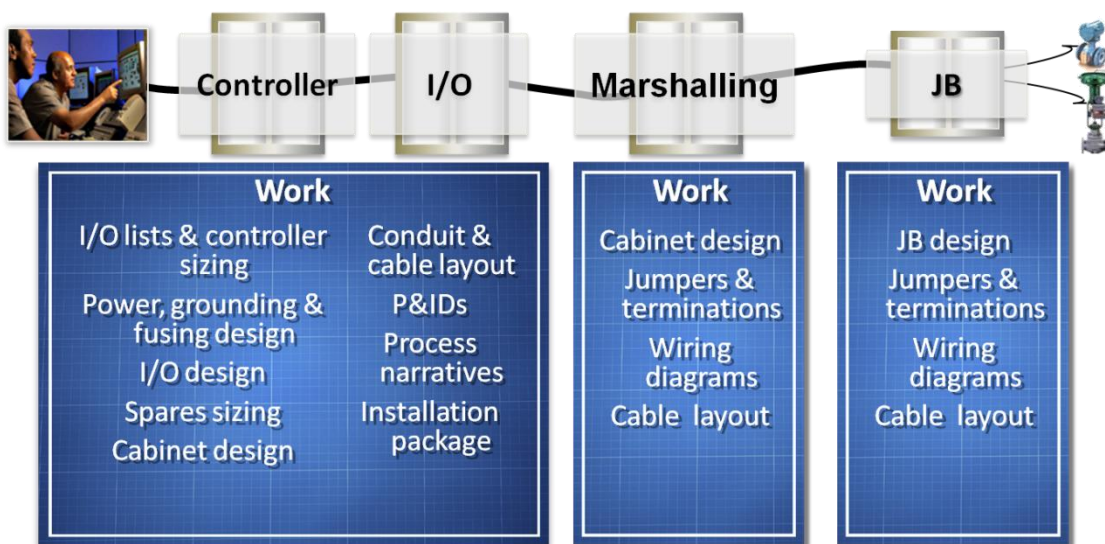 Controller
I/O
Marshalling
JB
Work
I/O lists & controller
sizing
Power, grounding &
fusing design
I/O design
Spares sizing
Cabinet design
Conduit &
cable layout
P&IDs
Process
narratives
Installation
package
Work
Cabinet design
Jumpers &
terminations
Wiring
diagrams
Cable layout
Work
JB design
Jumpers &
terminations
Wiring
diagrams
Cable layout